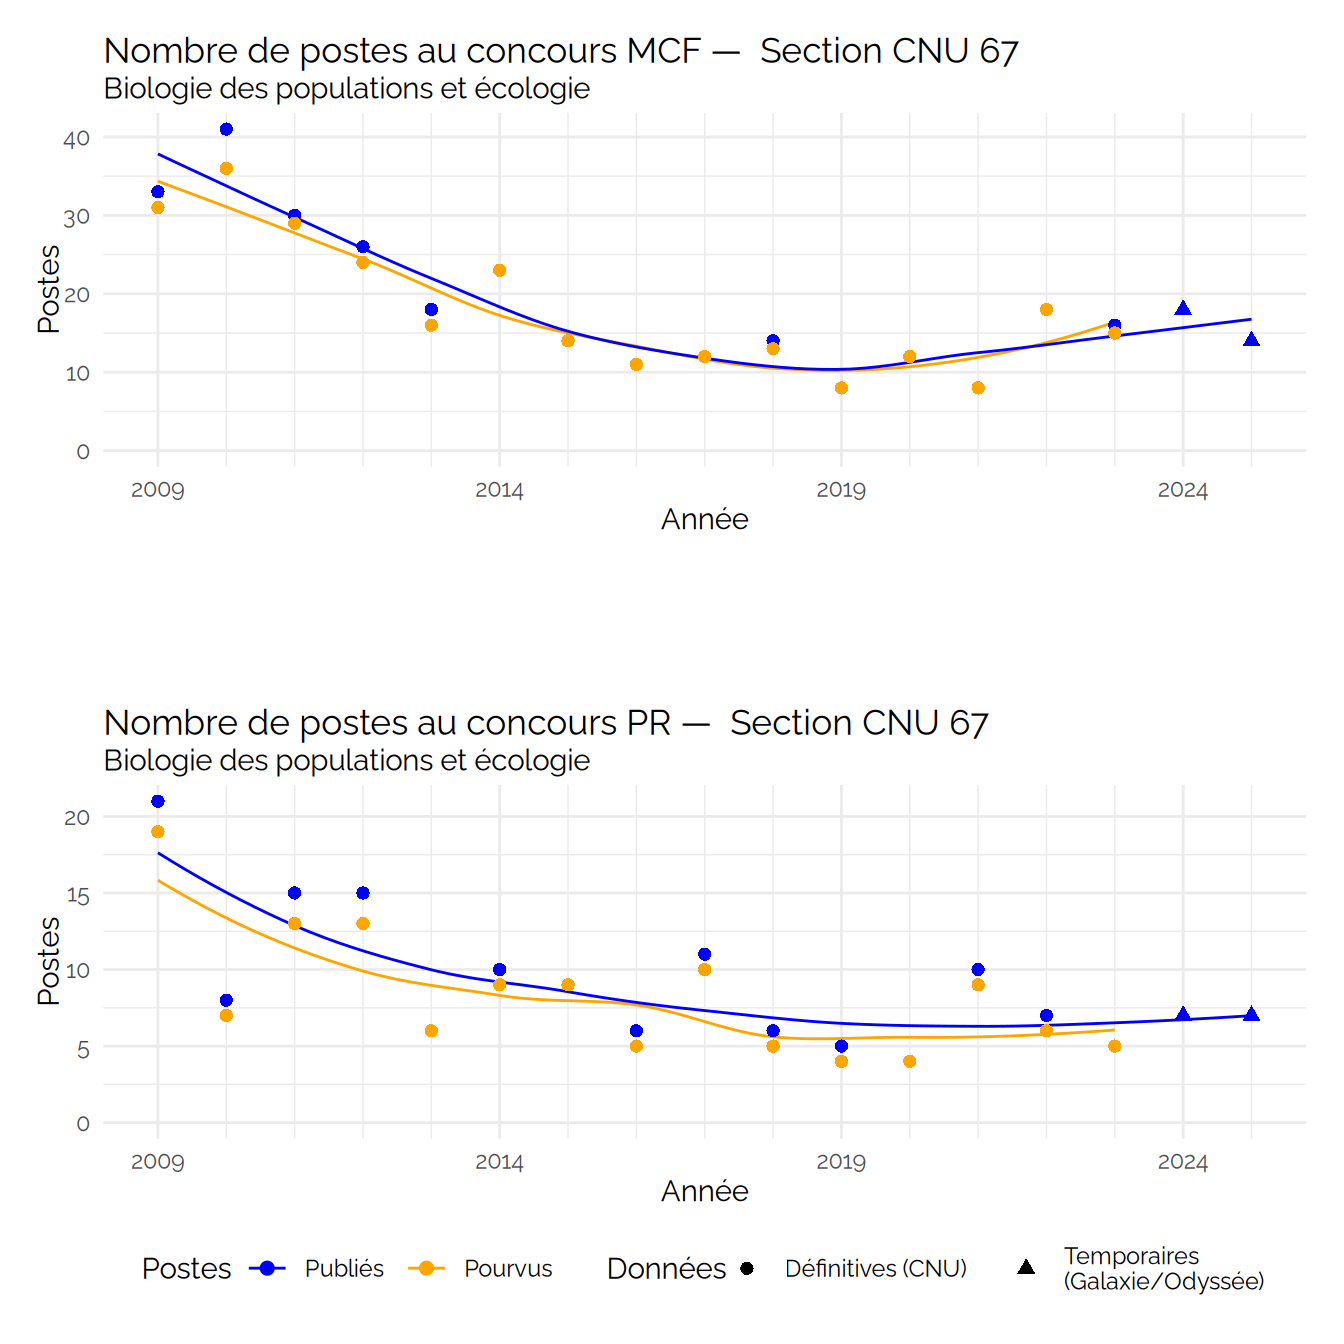 Nombre de postes au concours MCF — Section CNU 67
Biologie des populations et écologie
Postes
40
30
20
10
0
2009 2014 2019 2024
Année
Nombre de postes au concours PR — Section CNU 67
Biologie des populations et écologie
Postes
20
15
10
5
0
2009 2014 2019 2024
Année
Postes Publiés Pourvus Données Définitives (CNU) Temporaires
(Galaxie/Odyssée)